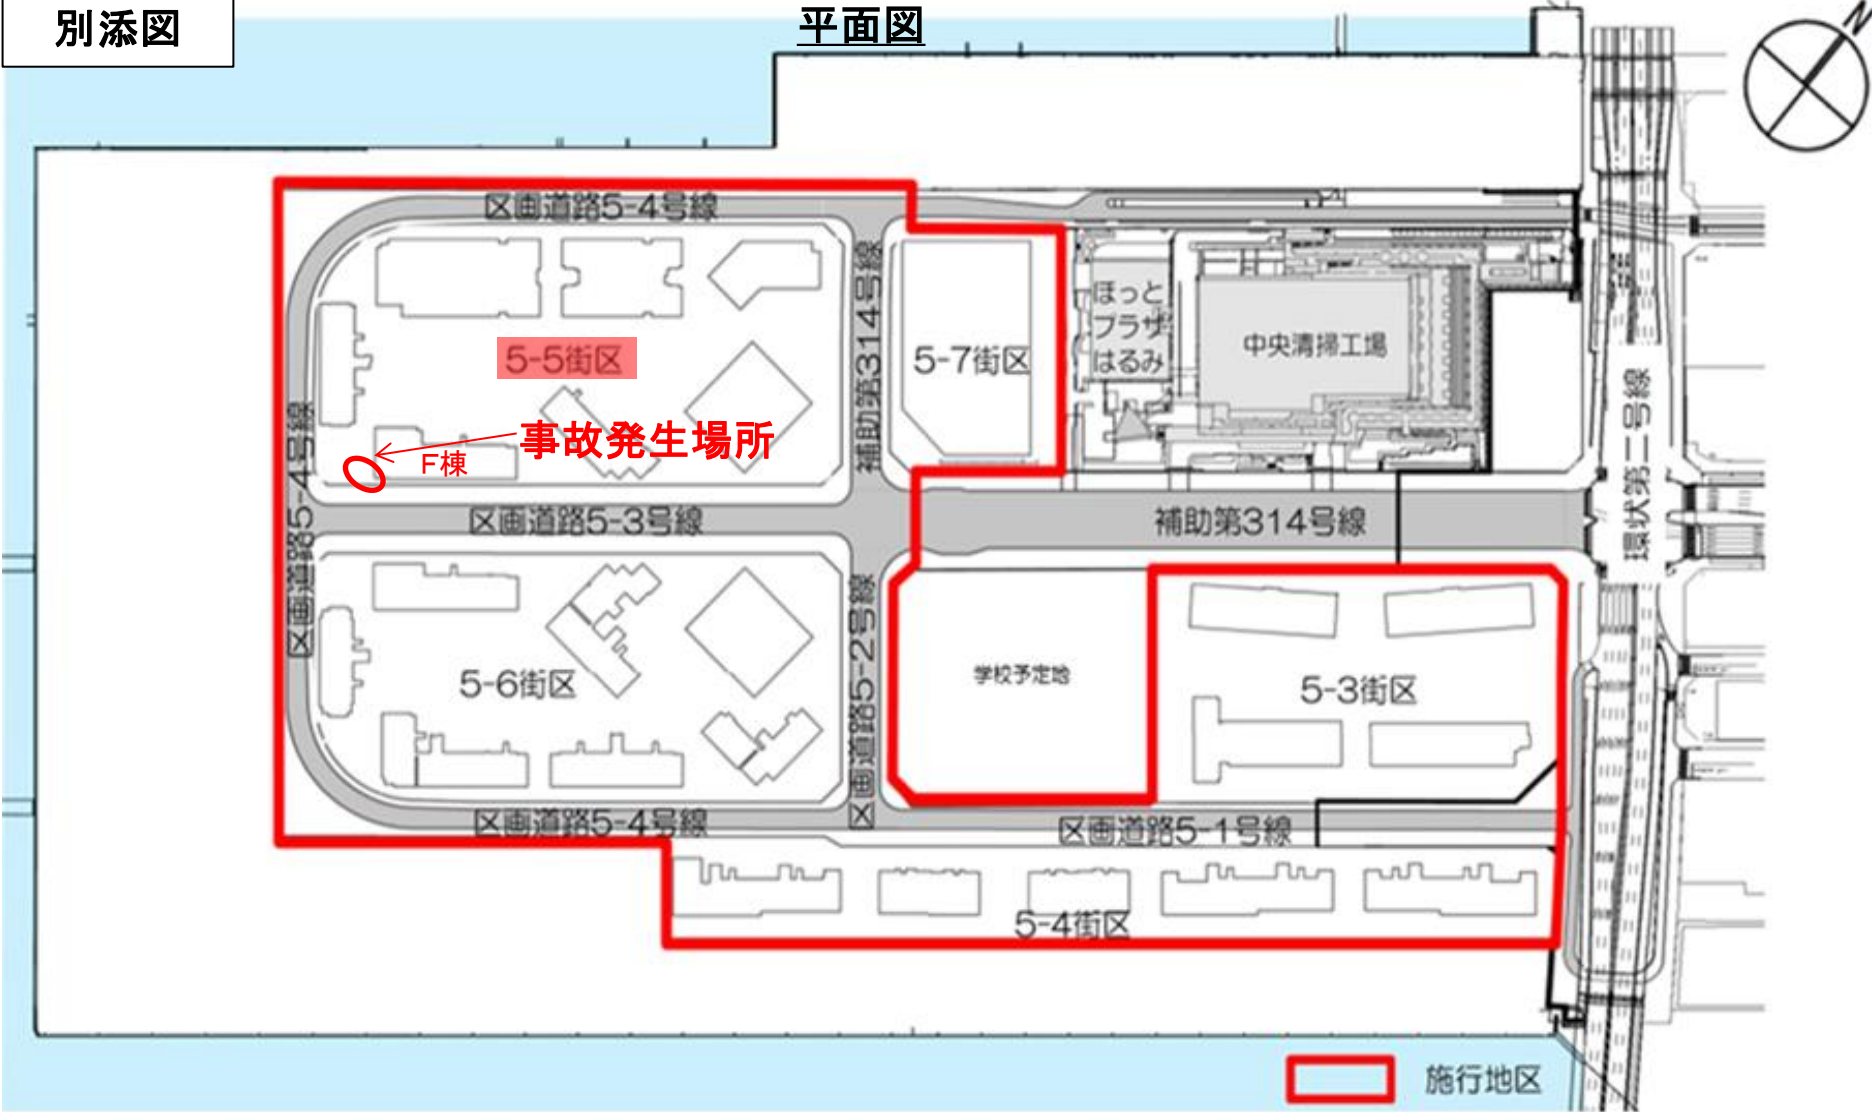 別添図
平面図
N
区画道路5-4号線
補助第314号線
ほっと
プラザ
はるみ
中央清掃工場
5-5街区
5-7街区
環状第二号線
区画道路5-4号線
事故発生場所
F棟
区画道路5-3号線
補助第314号線
区画道路5-2号線
学校予定地
5-6街区
5-3街区
区画道路5-4号線
区画道路5-1号線
5-4街区
施行地区